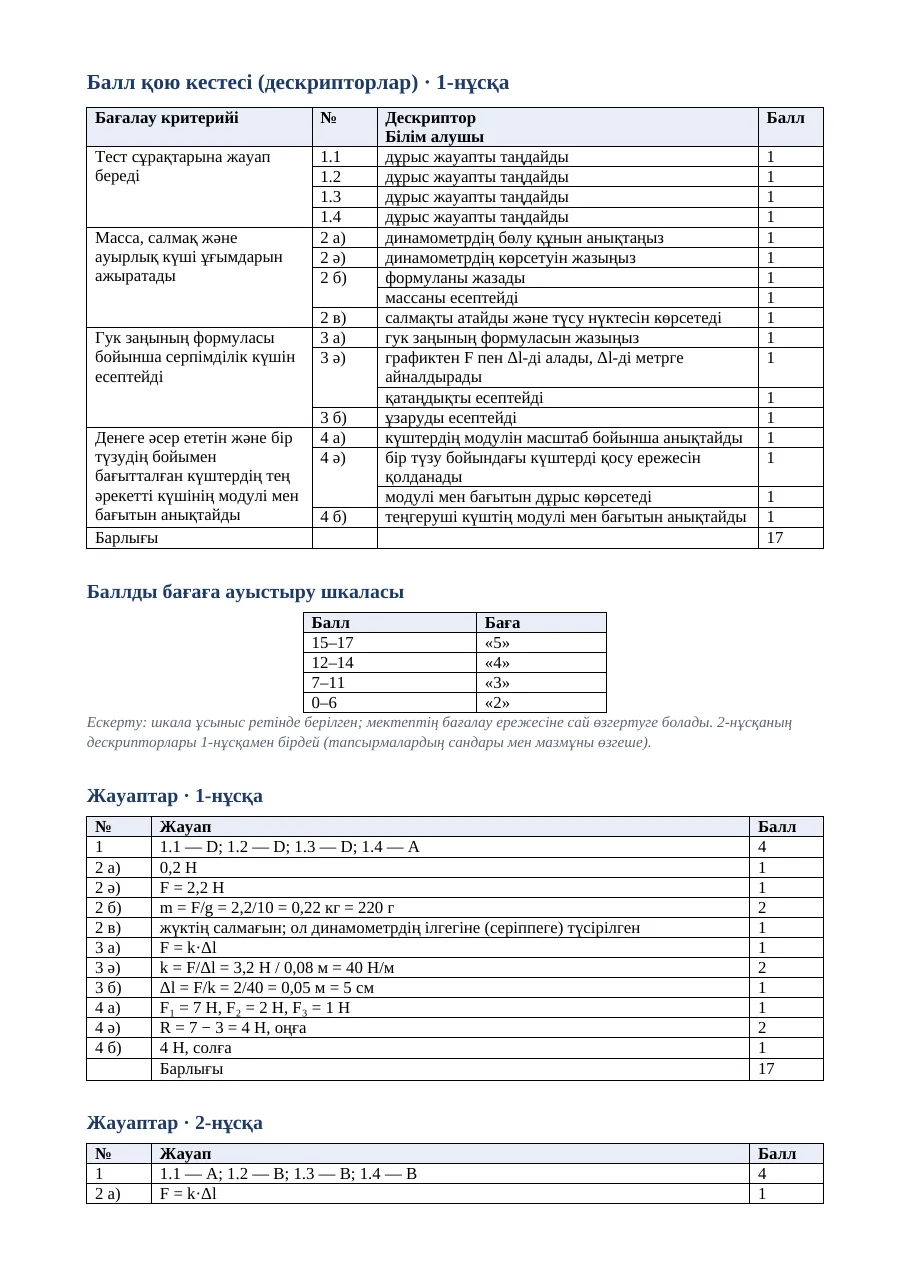 Балл қою кестесі (дескрипторлар) · 1-нұсқа
Бағалау критерийі № Дескриптор Балл
Білім алушы
Тест сұрақтарына жауап 1.1 дұрыс жауапты таңдайды 1
береді 1.2 дұрыс жауапты таңдайды 1
1.3 дұрыс жауапты таңдайды 1
1.4 дұрыс жауапты таңдайды 1
Масса, салмақ және 2 а) динамометрдің бөлу құнын анықтаңыз 1
ауырлық күші ұғымдарын 2 ә) динамометрдің көрсетуін жазыңыз 1
ажыратады 2 б) формуланы жазады 1
массаны есептейді 1
2 в) салмақты атайды және түсу нүктесін көрсетеді 1
Гук заңының формуласы 3 а) гук заңының формуласын жазыңыз 1
бойынша серпімділік күшін 3 ә) графиктен F пен Δl-ді алады, Δl-ді метрге 1
есептейді айналдырады
қатаңдықты есептейді 1
3 б) ұзаруды есептейді 1
Денеге әсер ететін және бір 4 а) күштердің модулін масштаб бойынша анықтайды 1
түзудің бойымен 4 ә) бір түзу бойындағы күштерді қосу ережесін 1
бағытталған күштердің тең қолданады
әрекетті күшінің модулі мен модулі мен бағытын дұрыс көрсетеді 1
бағытын анықтайды 4 б) теңгеруші күштің модулі мен бағытын анықтайды 1
Барлығы 17
Баллды бағаға ауыстыру шкаласы
Балл Баға
15–17 «5»
12–14 «4»
7–11 «3»
0–6 «2»
Ескерту: шкала ұсыныс ретінде берілген; мектептің бағалау ережесіне сай өзгертуге болады. 2-нұсқаның
дескрипторлары 1-нұсқамен бірдей (тапсырмалардың сандары мен мазмұны өзгеше).
Жауаптар · 1-нұсқа
№ Жауап Балл
1 1.1 — D; 1.2 — D; 1.3 — D; 1.4 — A 4
2 а) 0,2 Н 1
2 ә) F = 2,2 Н 1
2 б) m = F/g = 2,2/10 = 0,22 кг = 220 г 2
2 в) жүктің салмағын; ол динамометрдің ілгегіне (серіппеге) түсірілген 1
3 а) F = k·Δl 1
3 ә) k = F/Δl = 3,2 Н / 0,08 м = 40 Н/м 2
3 б) Δl = F/k = 2/40 = 0,05 м = 5 см 1
4 а) F₁ = 7 Н, F₂ = 2 Н, F₃ = 1 Н 1
4 ә) R = 7 − 3 = 4 Н, оңға 2
4 б) 4 Н, солға 1
Барлығы 17
Жауаптар · 2-нұсқа
№ Жауап Балл
1 1.1 — A; 1.2 — B; 1.3 — B; 1.4 — B 4
2 а) F = k·Δl 1